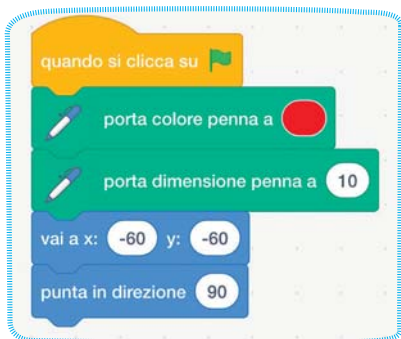 quando si clicca su
porta colore penna a
porta dimensione penna a 10
vai a x: -60 y: -60
punta in direzione 90